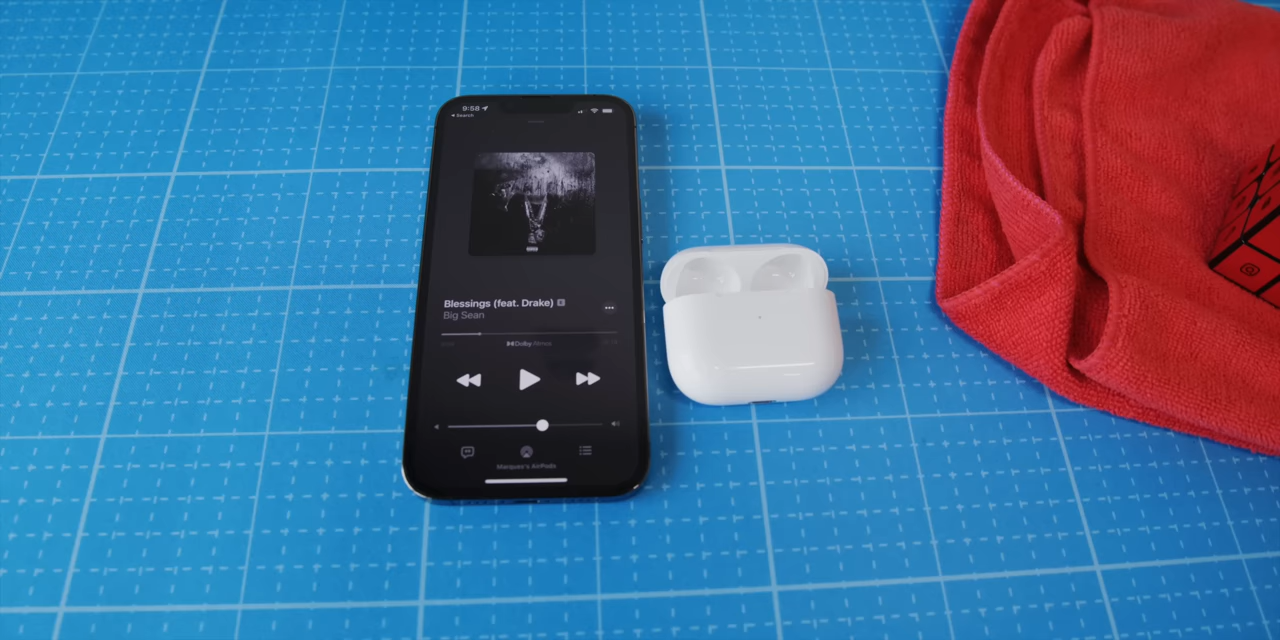 9:58
Search
Blessings (feat. Drake) E
Big Sean
Dolby Atmos
Marques's AirPods